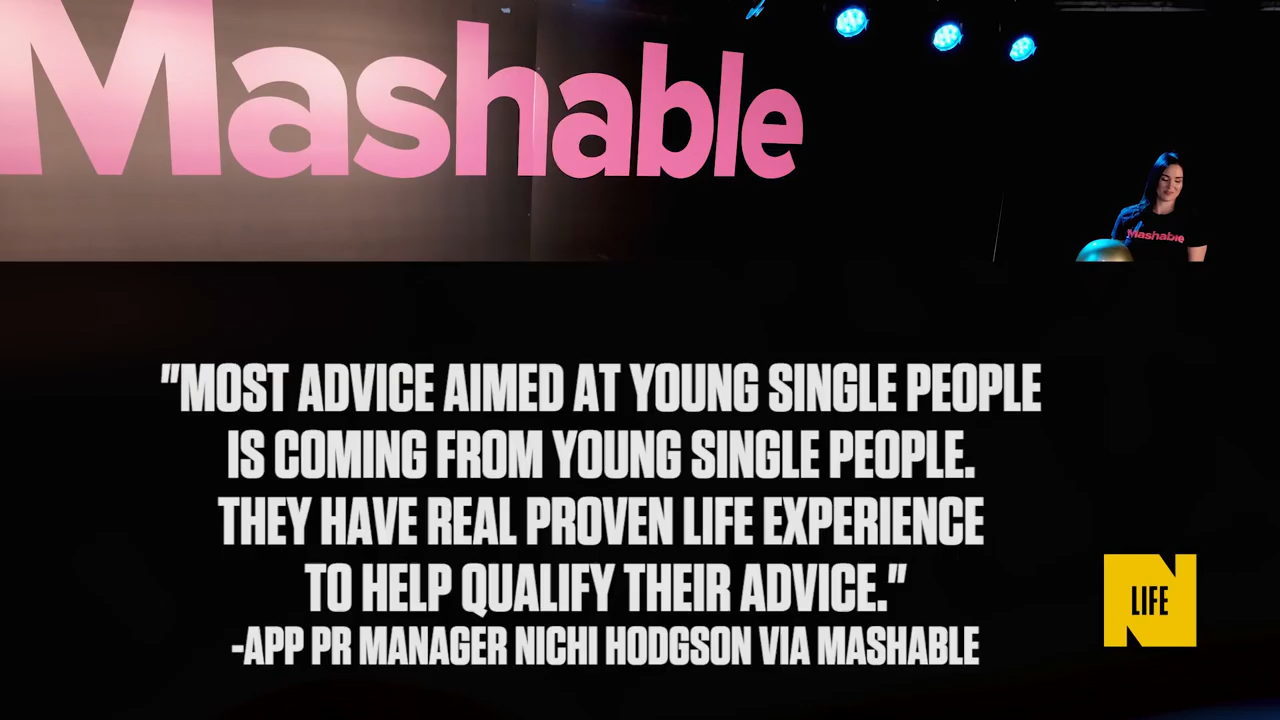 Mashable
Mashable
"MOST ADVICE AIMED AT YOUNG SINGLE PEOPLE
IS COMING FROM YOUNG SINGLE PEOPLE.
THEY HAVE REAL PROVEN LIFE EXPERIENCE
TO HELP QUALIFY THEIR ADVICE."
-APP PR MANAGER NICHI HODGSON VIA MASHABLE
N
LIFE